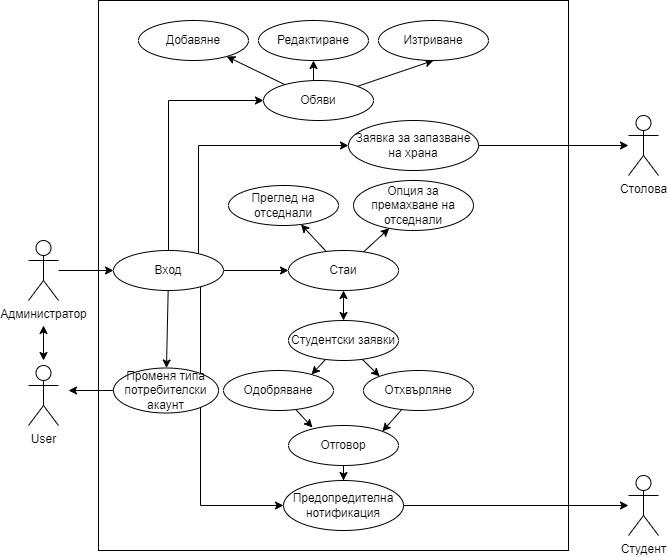 Добавяне
Редактиране
Изтриване
Обяви
Заявка за запазване
на храна
Столова
Преглед на
отседнали
Опция за
премахване на
отседнали
Вход
Стаи
Администратор
Студентски заявки
Променя типа
потребителски
акаунт
Одобряване
Отхвърляне
User
Отговор
Предопредителна
нотификация
Студент